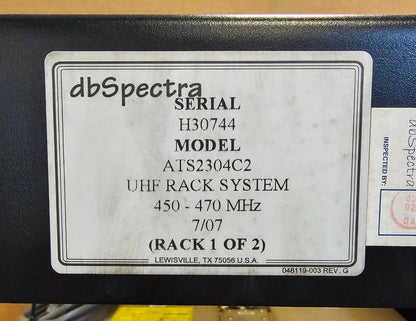 dbSpectra
SERIAL
H30744
MODEL
ATS2304C2
UHF RACK SYSTEM
450 - 470 MHz
7/07
(RACK 1 OF 2)
LEWISVILLE, TX 75056 U.S.A.
048119-003 REV. G
dbSpectra
INSPECTED BY: